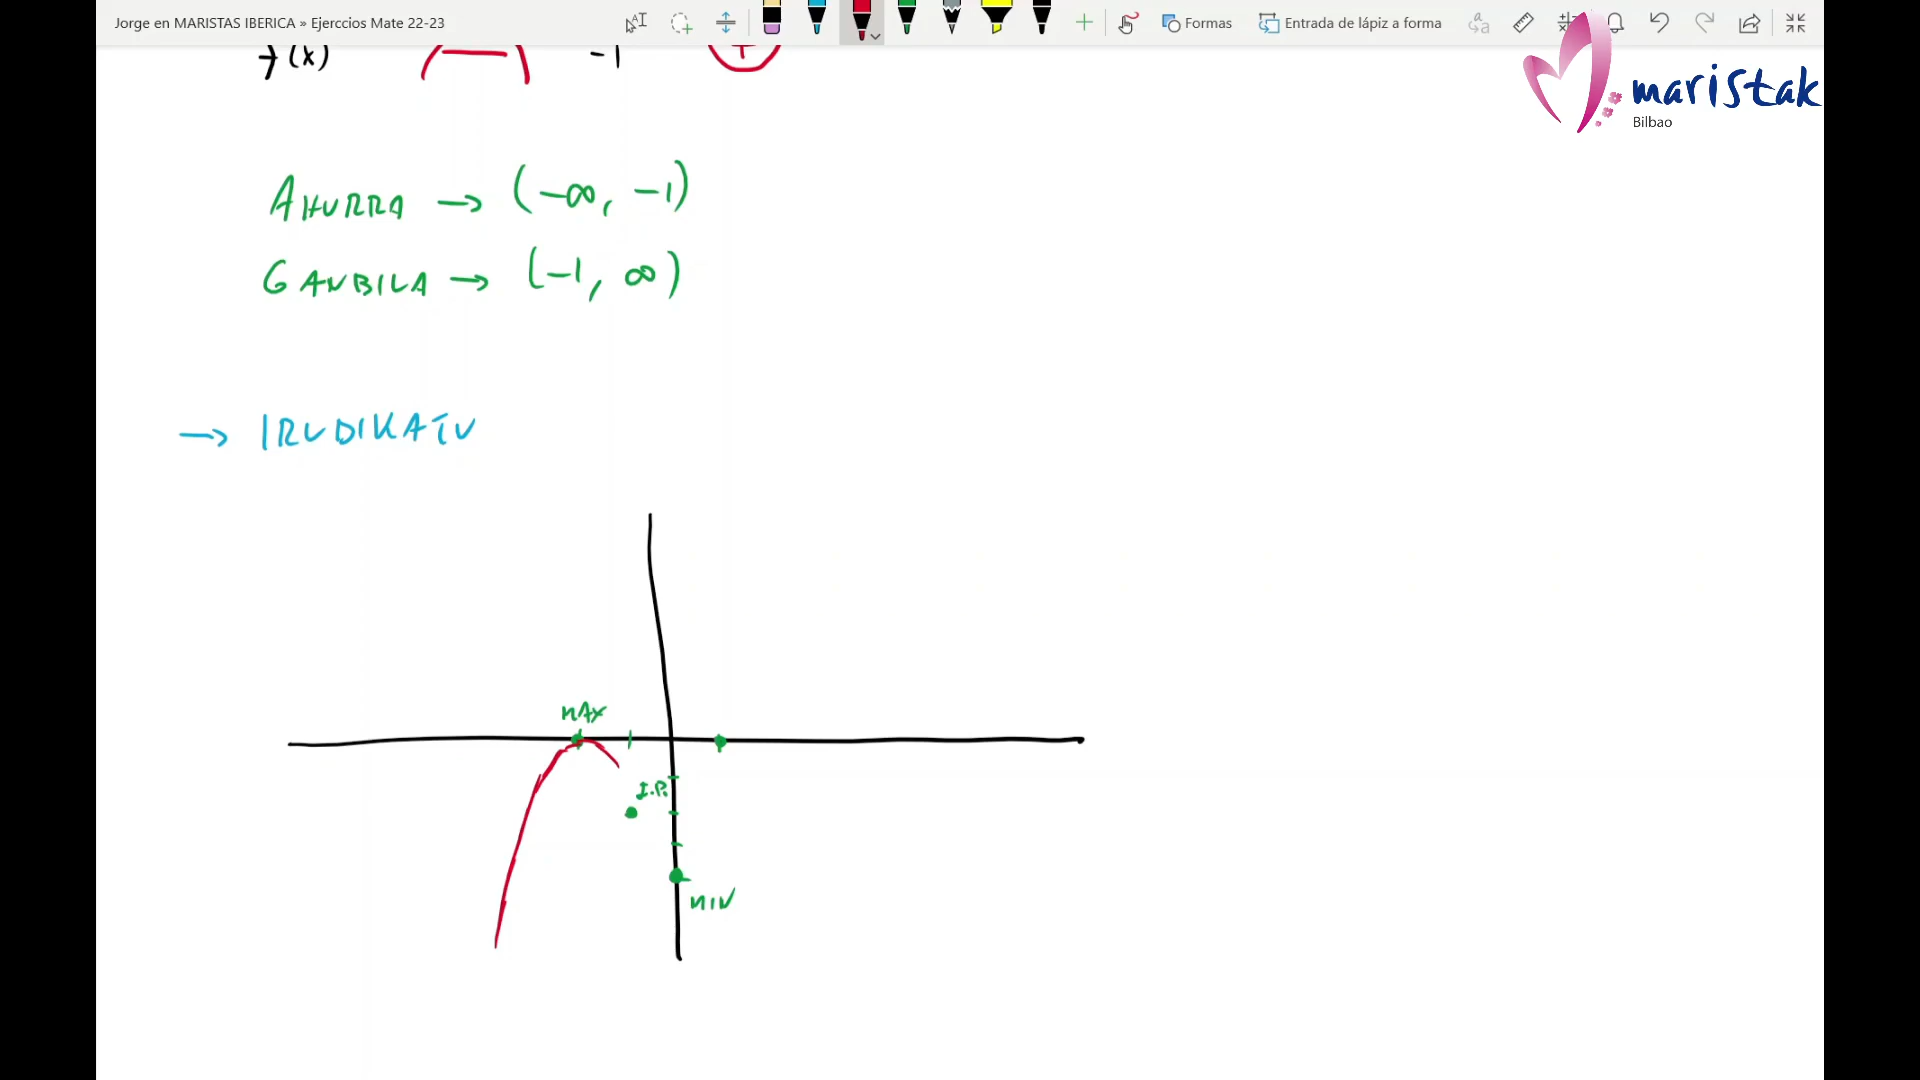 Jorge en MARISTAS IBERICA » Ejerccios Mate 22-23
Formas
Entrada de lápiz a forma
maristak
Bilbao
f(x) -1 +
AHURRA → (-∞, -1)
GANBILA → (-1, ∞)
→ IRUDIKATU
MAX
I.P.
MIN